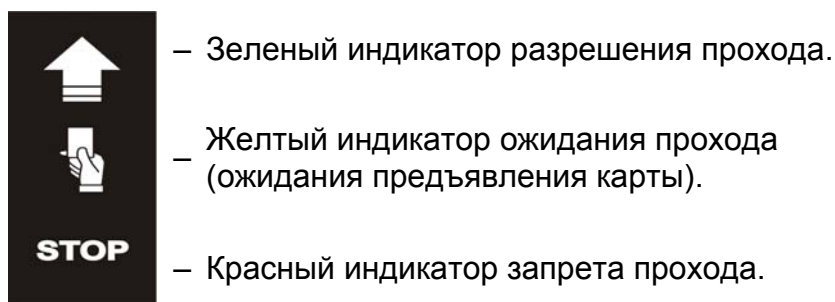 – Зеленый индикатор разрешения прохода.
– Желтый индикатор ожидания прохода
(ожидания предъявления карты).
STOP
– Красный индикатор запрета прохода.